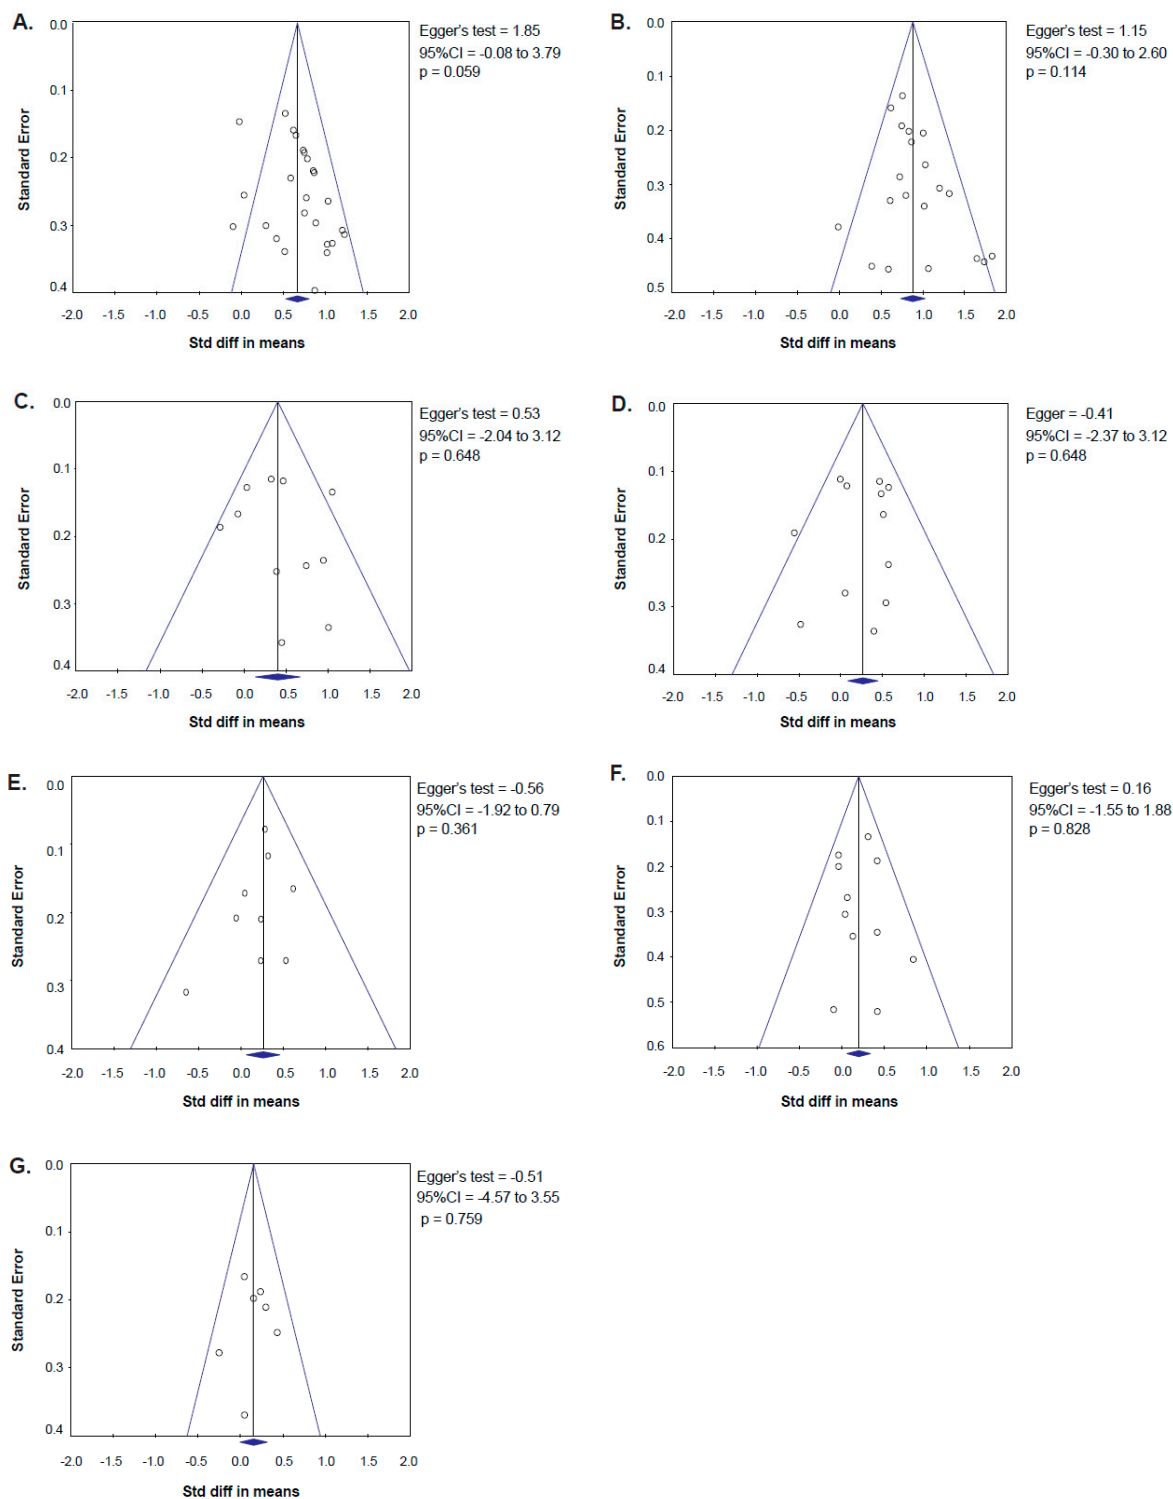 A.
Egger's test = 1.85
95%CI = -0.08 to 3.79
p = 0.059
0.0
0.1
0.2
0.3
0.4
Standard Error
-2.0 -1.5 -1.0 -0.5 0.0 0.5 1.0 1.5 2.0
Std diff in means
B.
Egger's test = 1.15
95%CI = -0.30 to 2.60
p = 0.114
0.0
0.1
0.2
0.3
0.4
0.5
Standard Error
-2.0 -1.5 -1.0 -0.5 0.0 0.5 1.0 1.5 2.0
Std diff in means
C.
Egger's test = 0.53
95%CI = -2.04 to 3.12
p = 0.648
0.0
0.1
0.2
0.3
0.4
Standard Error
-2.0 -1.5 -1.0 -0.5 0.0 0.5 1.0 1.5 2.0
Std diff in means
D.
Egger = -0.41
95%CI = -2.37 to 3.12
p = 0.648
0.0
0.1
0.2
0.3
0.4
Standard Error
-2.0 -1.5 -1.0 -0.5 0.0 0.5 1.0 1.5 2.0
Std diff in means
E.
Egger's test = -0.56
95%CI = -1.92 to 0.79
p = 0.361
0.0
0.1
0.2
0.3
0.4
Standard Error
-2.0 -1.5 -1.0 -0.5 0.0 0.5 1.0 1.5 2.0
Std diff in means
F.
Egger's test = 0.16
95%CI = -1.55 to 1.88
p = 0.828
0.0
0.1
0.2
0.3
0.4
0.5
0.6
Standard Error
-2.0 -1.5 -1.0 -0.5 0.0 0.5 1.0 1.5 2.0
Std diff in means
G.
Egger's test = -0.51
95%CI = -4.57 to 3.55
p = 0.759
0.0
0.1
0.2
0.3
0.4
Standard Error
-2.0 -1.5 -1.0 -0.5 0.0 0.5 1.0 1.5 2.0
Std diff in means